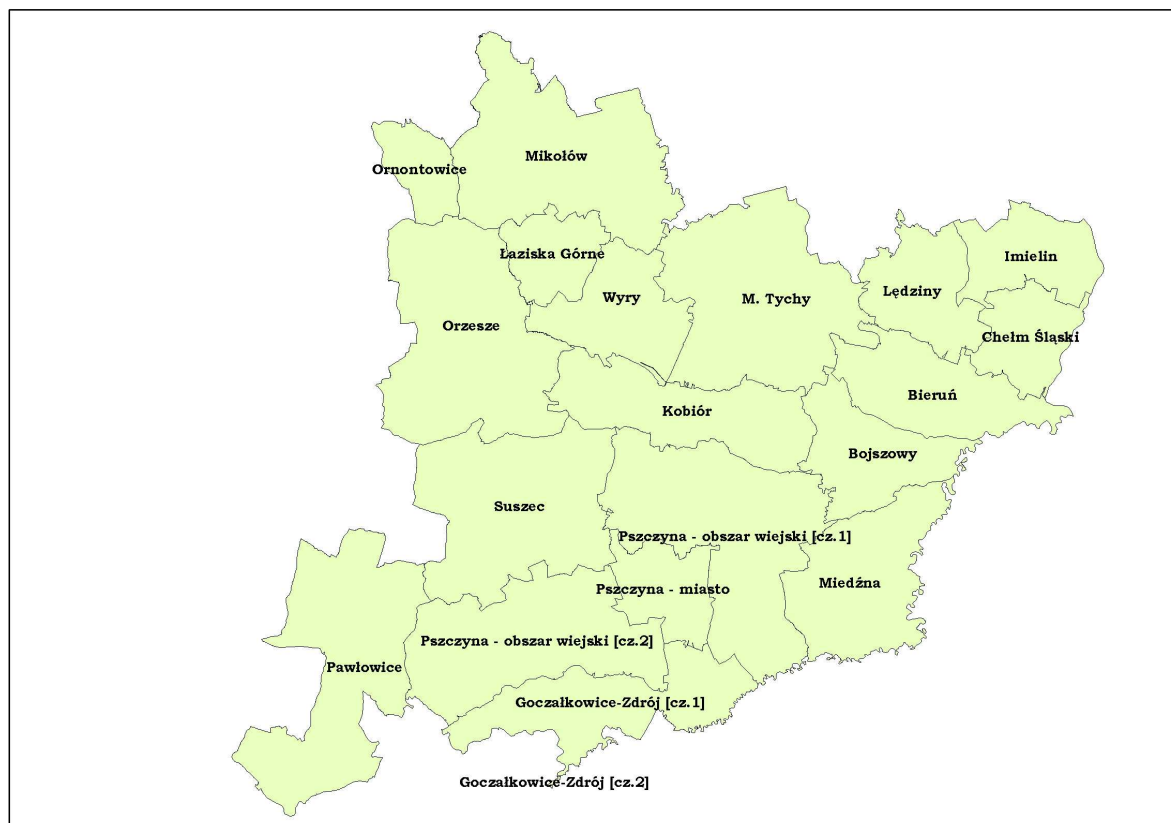 Mikołów
Ornontowice
Łaziska Górne
Imielin
Lędziny
Wyry
M. Tychy
Orzesze
Chełm Śląski
Bieruń
Kobiór
Bojszowy
Suszec
Pszczyna - obszar wiejski [cz.1]
Miedźna
Pszczyna - miasto
Pszczyna - obszar wiejski [cz.2]
Pawłowice
Goczałkowice-Zdrój [cz.1]
Goczałkowice-Zdrój [cz.2]